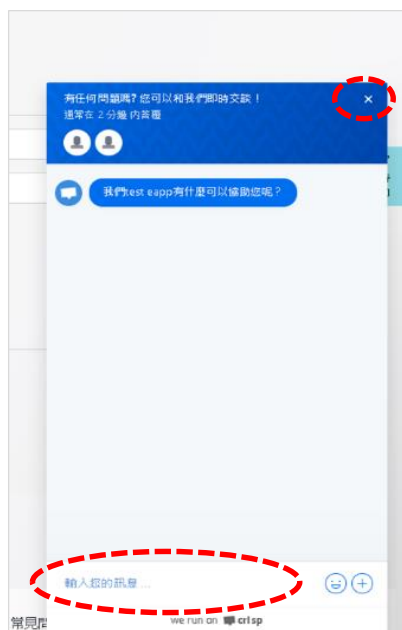 有任何問題嗎? 您可以和我們即時交談！
通常在 2 分鐘 內答覆
我們test eapp有什麼可以協助您呢？
輸入您的訊息 ...
常見問
we run on crisp